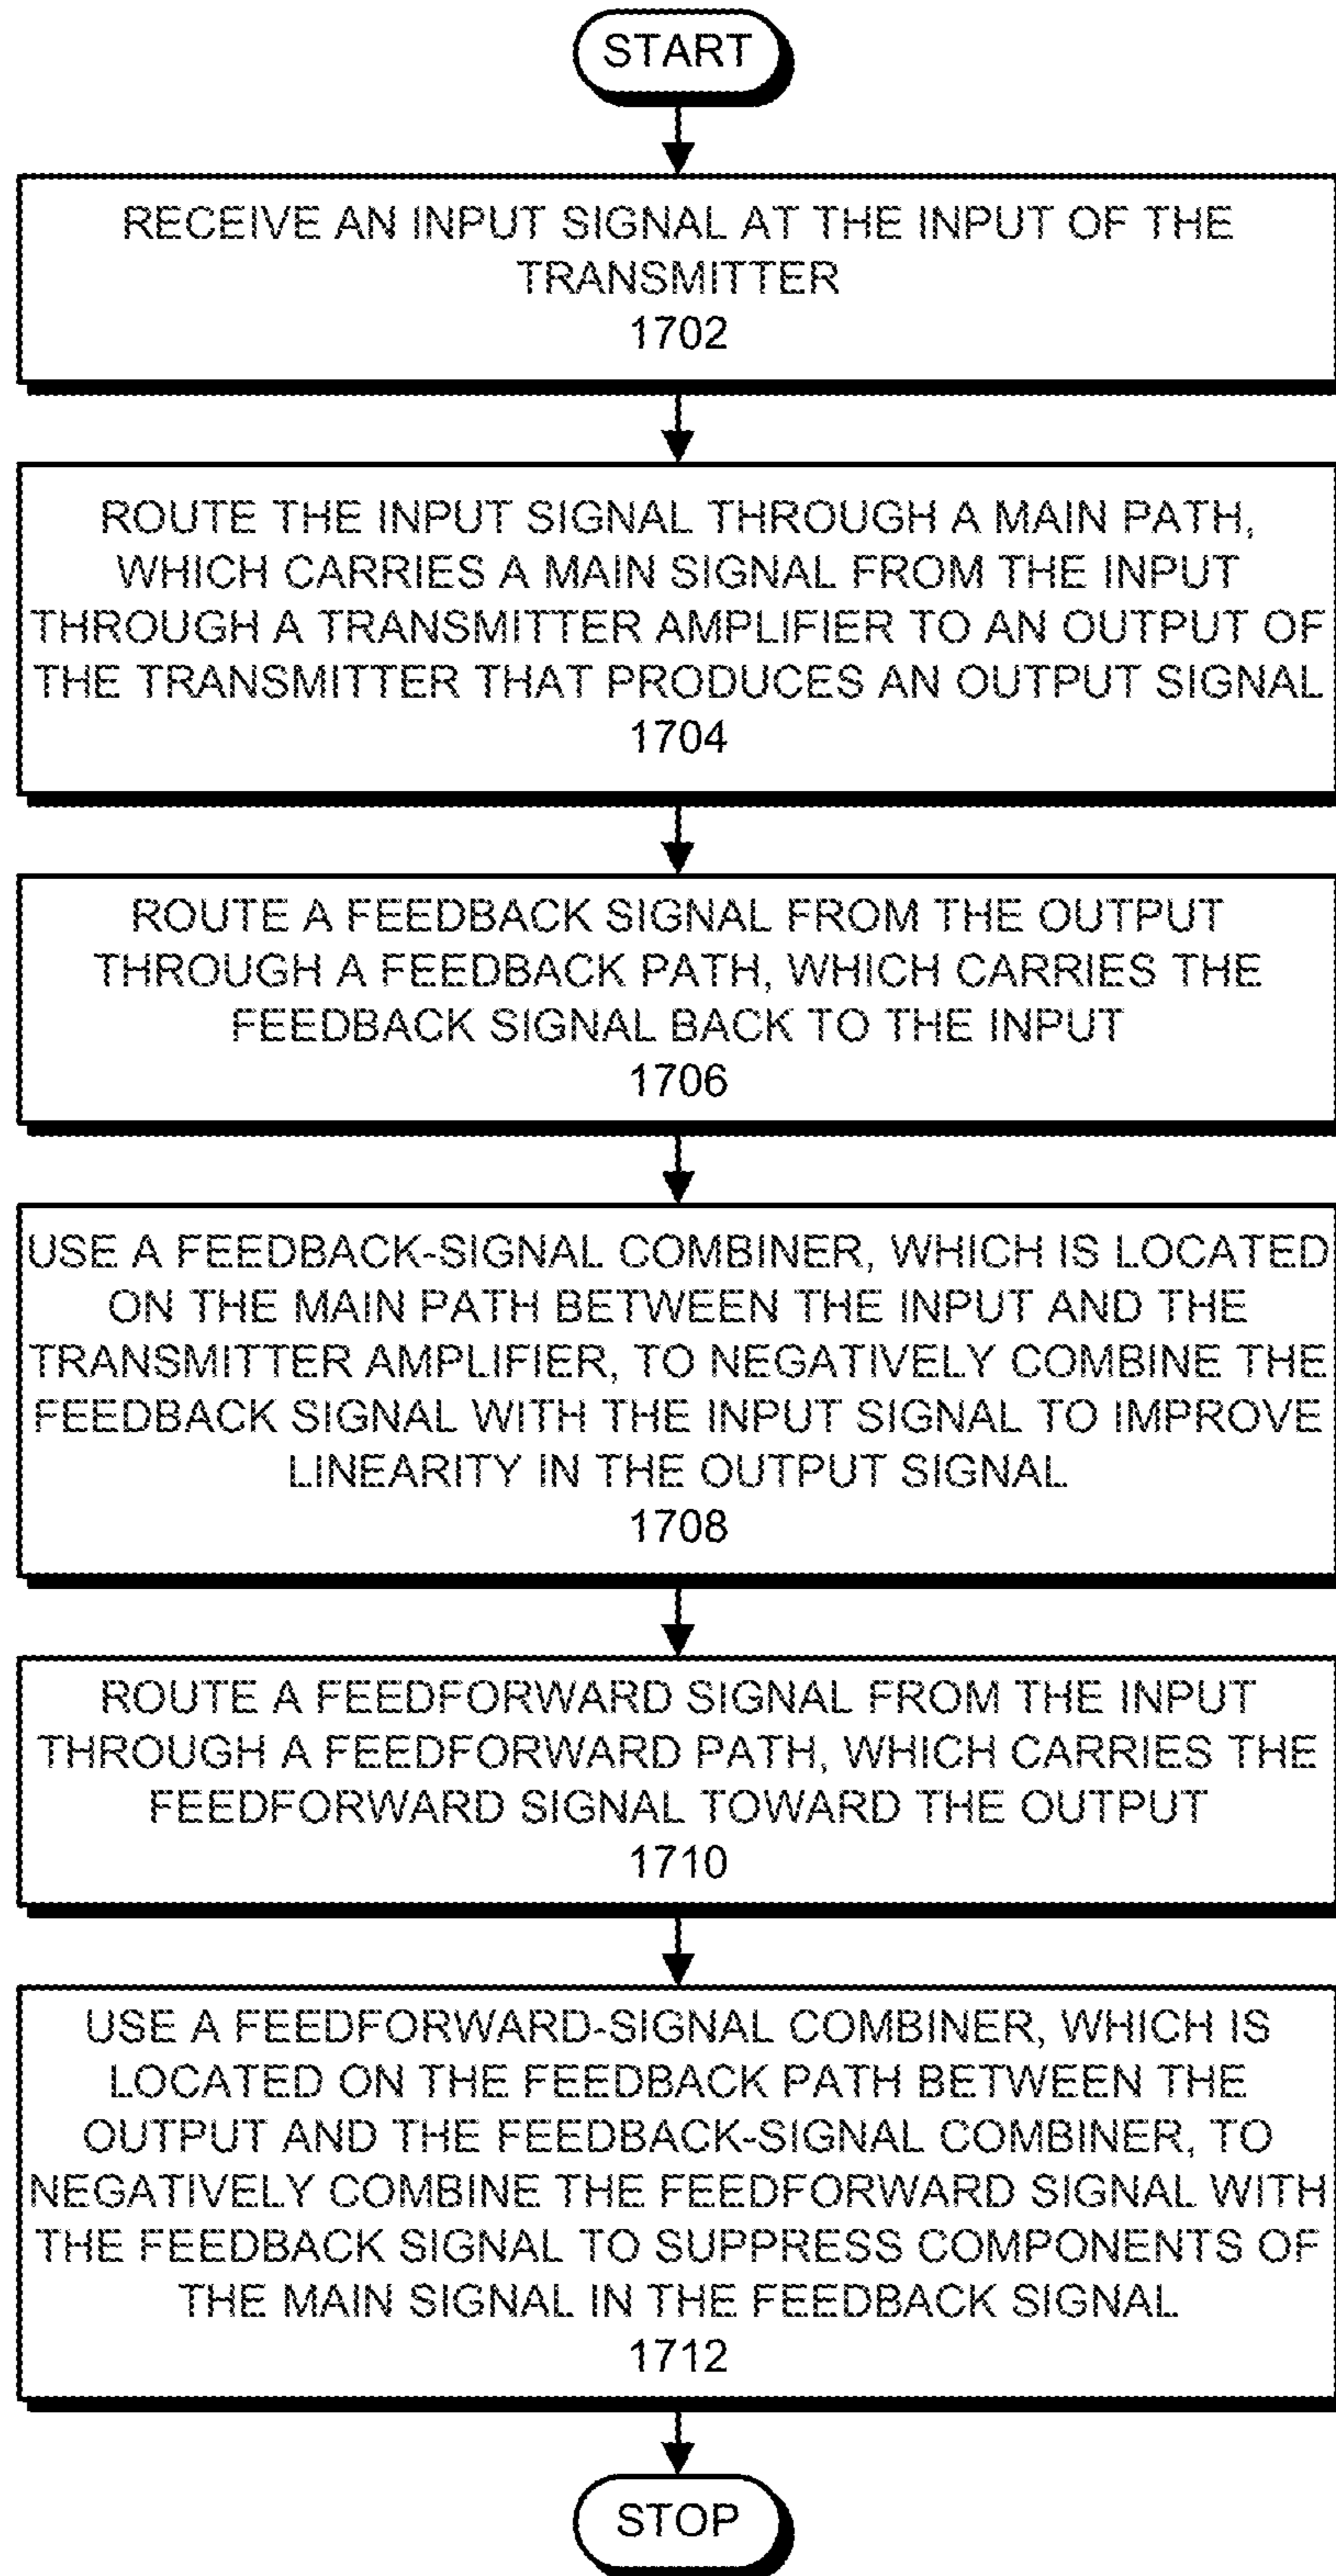 START
RECEIVE AN INPUT SIGNAL AT THE INPUT OF THE
TRANSMITTER
1702
ROUTE THE INPUT SIGNAL THROUGH A MAIN PATH,
WHICH CARRIES A MAIN SIGNAL FROM THE INPUT
THROUGH A TRANSMITTER AMPLIFIER TO AN OUTPUT OF
THE TRANSMITTER THAT PRODUCES AN OUTPUT SIGNAL
1704
ROUTE A FEEDBACK SIGNAL FROM THE OUTPUT
THROUGH A FEEDBACK PATH, WHICH CARRIES THE
FEEDBACK SIGNAL BACK TO THE INPUT
1706
USE A FEEDBACK-SIGNAL COMBINER, WHICH IS LOCATED
ON THE MAIN PATH BETWEEN THE INPUT AND THE
TRANSMITTER AMPLIFIER, TO NEGATIVELY COMBINE THE
FEEDBACK SIGNAL WITH THE INPUT SIGNAL TO IMPROVE
LINEARITY IN THE OUTPUT SIGNAL
1708
ROUTE A FEEDFORWARD SIGNAL FROM THE INPUT
THROUGH A FEEDFORWARD PATH, WHICH CARRIES THE
FEEDFORWARD SIGNAL TOWARD THE OUTPUT
1710
USE A FEEDFORWARD-SIGNAL COMBINER, WHICH IS
LOCATED ON THE FEEDBACK PATH BETWEEN THE
OUTPUT AND THE FEEDBACK-SIGNAL COMBINER, TO
NEGATIVELY COMBINE THE FEEDFORWARD SIGNAL WITH
THE FEEDBACK SIGNAL TO SUPPRESS COMPONENTS OF
THE MAIN SIGNAL IN THE FEEDBACK SIGNAL
1712
STOP